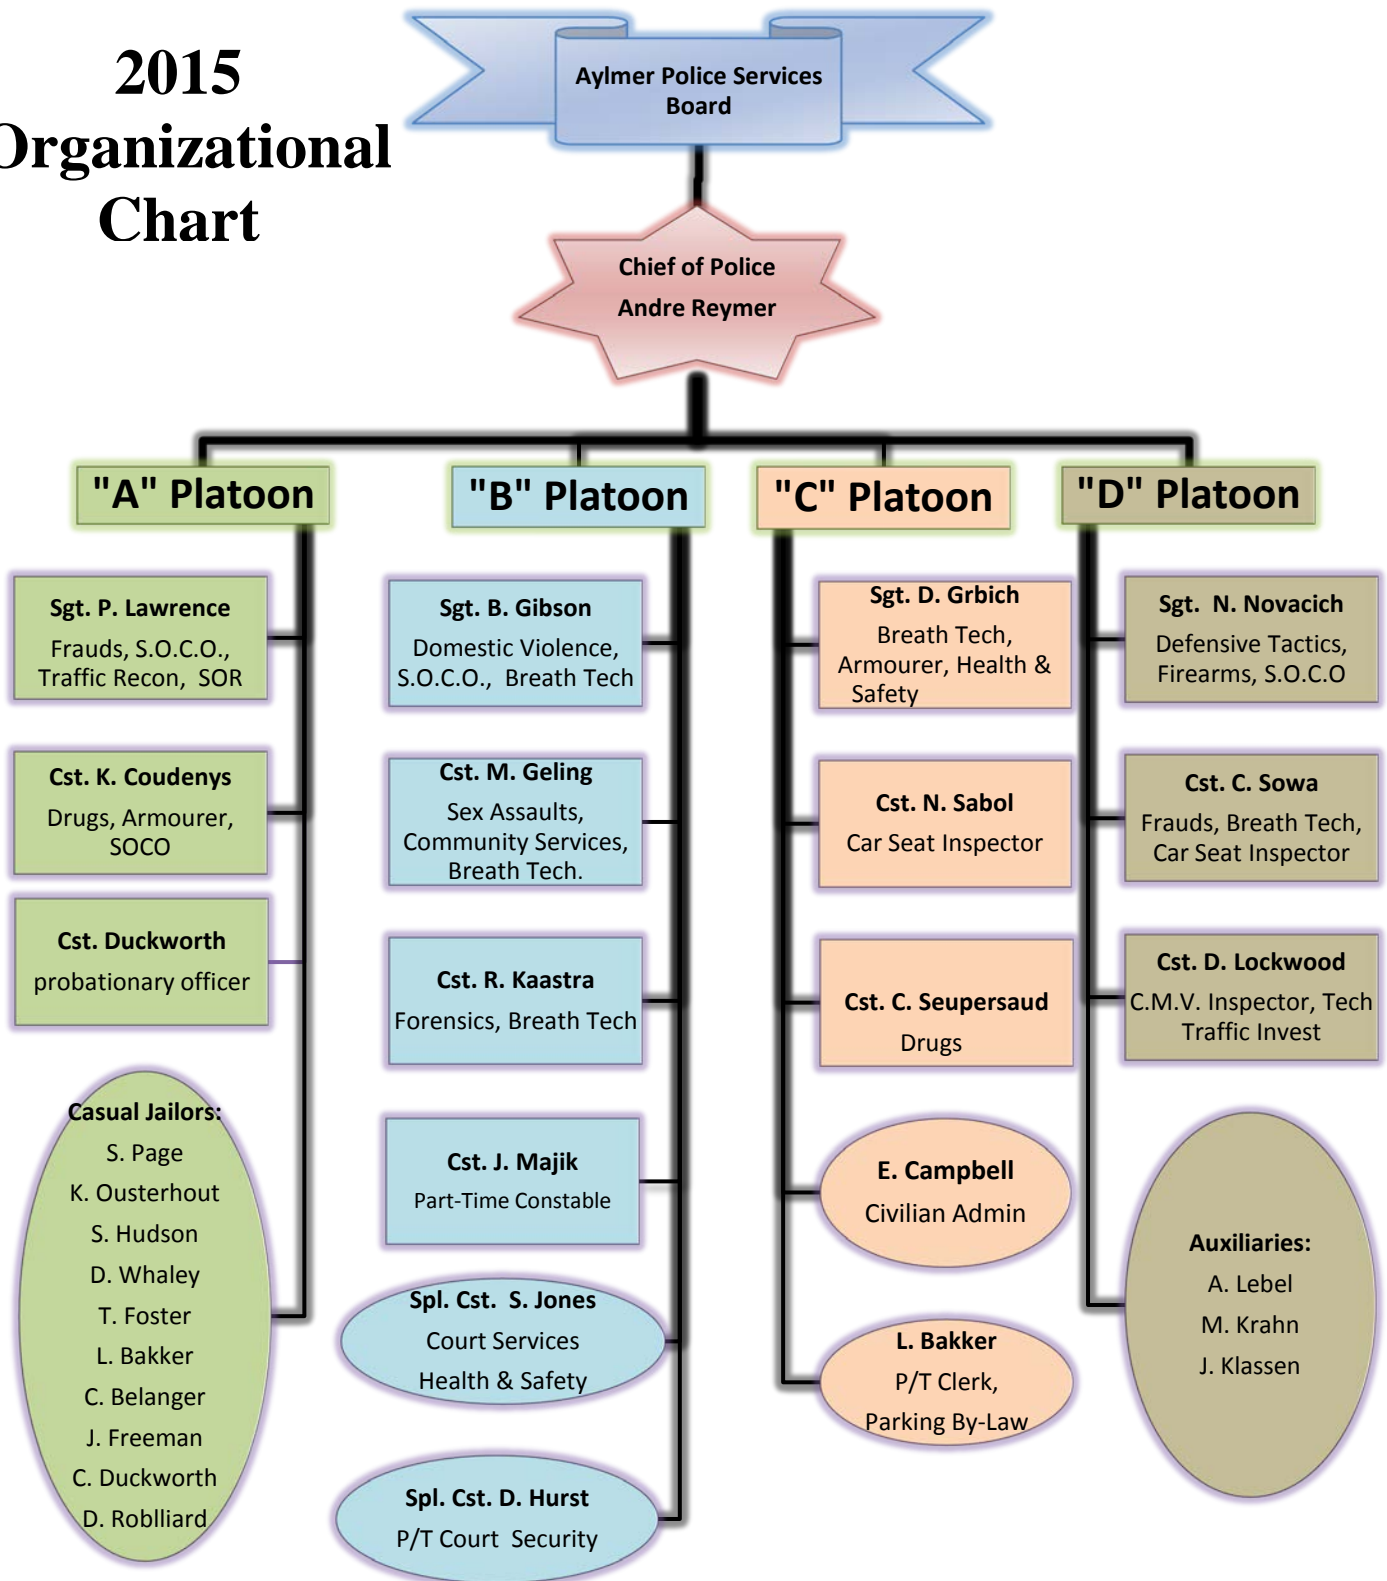 2015
Organizational
Chart
Aylmer Police Services
Board
Chief of Police
Andre Reymer
"A" Platoon
Sgt. P. Lawrence
Frauds, S.O.C.O.,
Traffic Recon, SOR
Cst. K. Coudenys
Drugs, Armourer,
SOCO
Cst. Duckworth
probationary officer
Casual Jailors:
S. Page
K. Ousterhout
S. Hudson
D. Whaley
T. Foster
L. Bakker
C. Belanger
J. Freeman
C. Duckworth
D. Roblliard
"B" Platoon
Sgt. B. Gibson
Domestic Violence,
S.O.C.O., Breath Tech
Cst. M. Geling
Sex Assaults,
Community Services,
Breath Tech.
Cst. R. Kaastra
Forensics, Breath Tech
Cst. J. Majik
Part-Time Constable
Spl. Cst. S. Jones
Court Services
Health & Safety
Spl. Cst. D. Hurst
P/T Court Security
"C" Platoon
Sgt. D. Grbich
Breath Tech,
Armourer, Health &
Safety
Cst. N. Sabol
Car Seat Inspector
Cst. C. Seupersaud
Drugs
E. Campbell
Civilian Admin
L. Bakker
P/T Clerk,
Parking By-Law
"D" Platoon
Sgt. N. Novacich
Defensive Tactics,
Firearms, S.O.C.O
Cst. C. Sowa
Frauds, Breath Tech,
Car Seat Inspector
Cst. D. Lockwood
C.M.V. Inspector, Tech
Traffic Invest
Auxiliaries:
A. Lebel
M. Krahn
J. Klassen